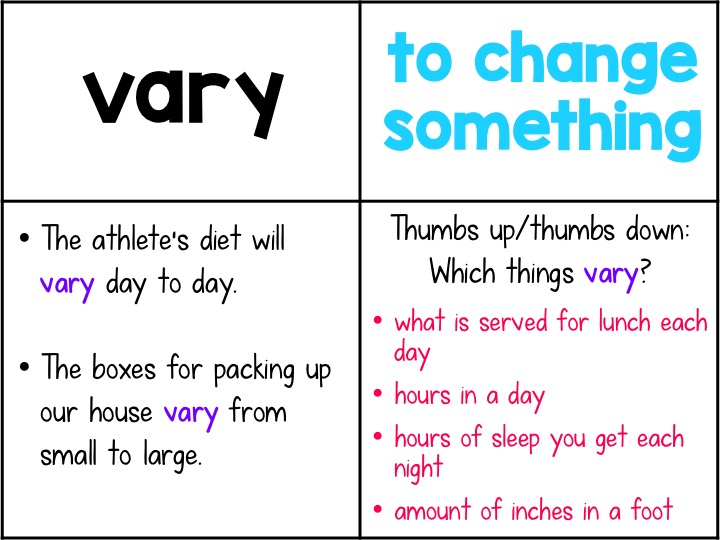 vary
to change
something
• The athlete's diet will
vary day to day.
• The boxes for packing up
our house vary from
small to large.
Thumbs up/thumbs down:
Which things vary?
• what is served for lunch each
day
• hours in a day
• hours of sleep you get each
night
• amount of inches in a foot